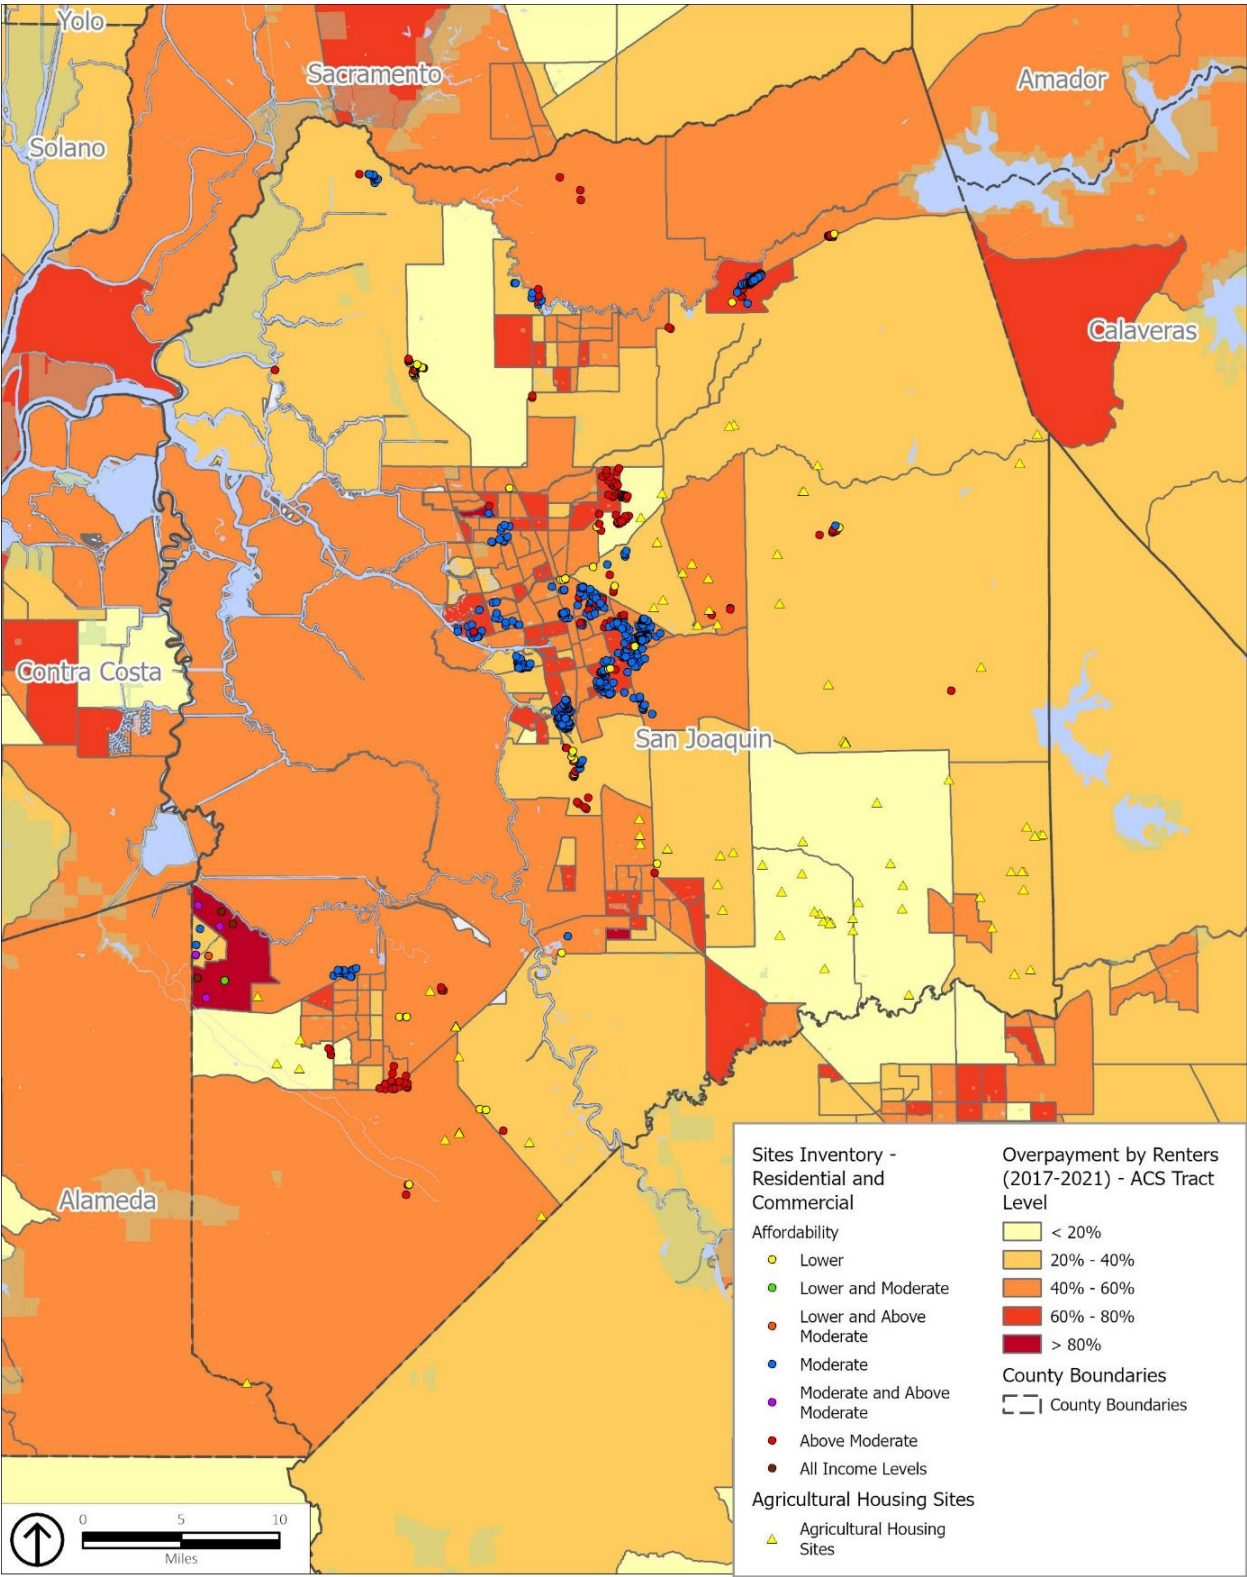 Yolo
Sacramento
Amador
Solano
Calaveras
Contra Costa
San Joaquin
Alameda
Sites Inventory -
Residential and
Commercial
Affordability
Lower
Lower and Moderate
Lower and Above
Moderate
Moderate
Moderate and Above
Moderate
Above Moderate
All Income Levels
Agricultural Housing Sites
Agricultural Housing
Sites
Overpayment by Renters
(2017-2021) - ACS Tract
Level
< 20%
20% - 40%
40% - 60%
60% - 80%
> 80%
County Boundaries
County Boundaries
0 5 10
Miles